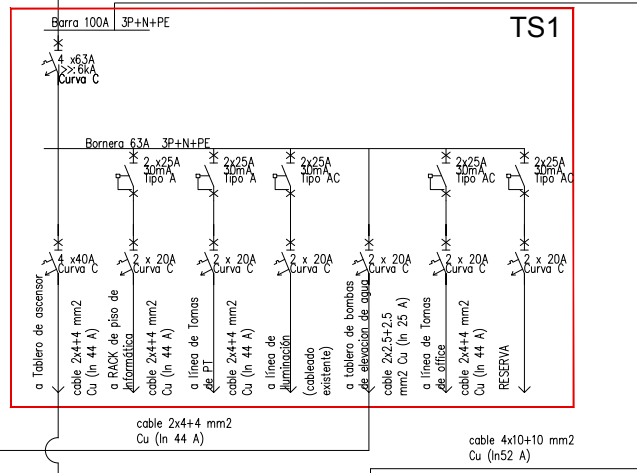 Barra 100A 3P+N+PE
TS1
4 x63A
>>:6kA
Curva C
Bornera 63A 3P+N+PE
2 x25A
30mA
Tipo A
2x25A
30mA
Tipo A
2x25A
30mA
Tipo AC
2x25A
30mA
Tipo AC
2x25A
30mA
Tipo AC
4 x40A
Curva C
2 x 20A
Curva C
2 x 20A
Curva C
2 x 20A
Curva C
2 x 20A
Curva C
2 x 20A
Curva C
2 x 20A
Curva C
a Tablero de ascensor
cable 2x4+4 mm2
Cu (In 44 A)
a RACK de piso de
Informática
cable 2x4+4 mm2
Cu (In 44 A)
a línea de Tomas
de PT
cable 2x4+4 mm2
Cu (In 44 A)
a línea de
Iluminación
(cableado
existente)
a tablero de bombas
de elevacion de agua
cable 2x2.5+2.5
mm2 Cu (In 25 A)
a línea de Tomas
de office
cable 2x4+4 mm2
Cu (In 44 A)
RESERVA
cable 2x4+4 mm2
Cu (In 44 A)
cable 4x10+10 mm2
Cu (In52 A)